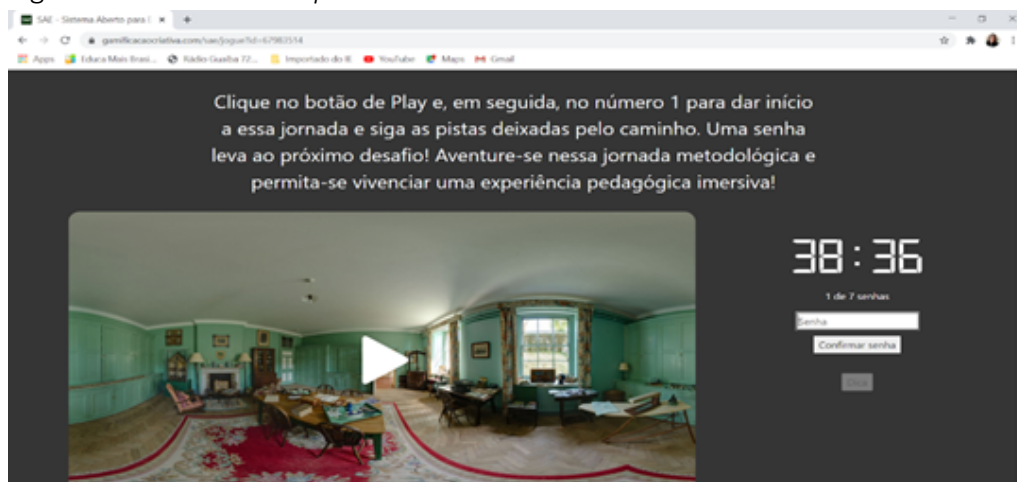 SAE - Sistema Aberto para
gamificacaocriativa.com/sae/jogue?id=67983514
Apps Educa Mais Brasi... Rádio Guaíba 72... Importado do IE YouTube Maps Gmail
Clique no botão de Play e, em seguida, no número 1 para dar início
a essa jornada e siga as pistas deixadas pelo caminho. Uma senha
leva ao próximo desafio! Aventure-se nessa jornada metodológica e
permita-se vivenciar uma experiência pedagógica imersiva!
38:36
1 de 7 senhas
Senha
Confirmar senha
Dica